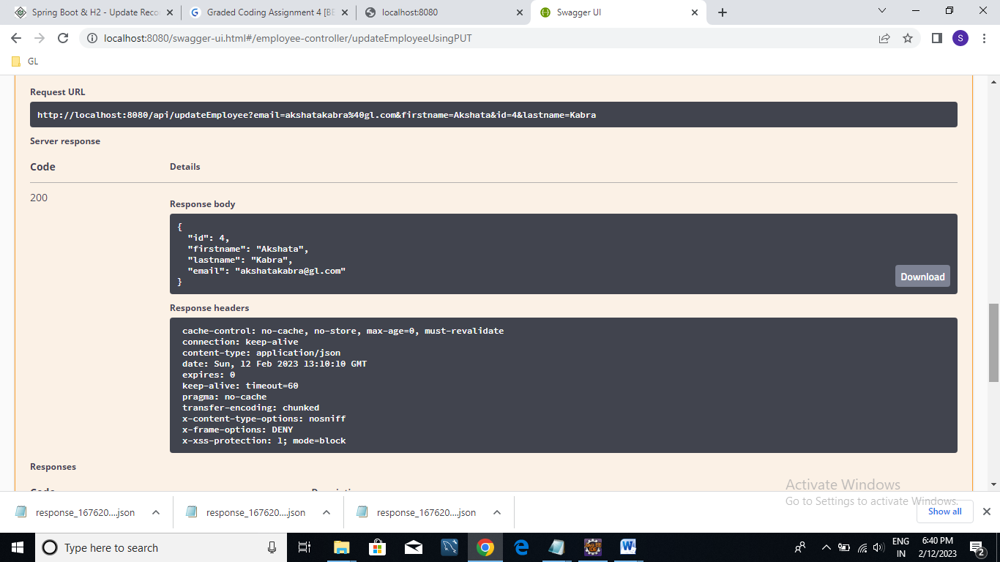 Spring Boot & H2 - Update Reco
Graded Coding Assignment 4 [BE
localhost:8080
Swagger UI
localhost:8080/swagger-ui.html#/employee-controller/updateEmployeeUsingPUT
S
GL
Request URL
http://localhost:8080/api/updateEmployee?email=akshatakabra%40gl.com&firstname=Akshata&id=4&lastname=Kabra
Server response
Code Details
200
Response body
{
"id": 4,
"firstname": "Akshata",
"lastname": "Kabra",
"email": "akshatakabra@gl.com"
}
Download
Response headers
cache-control: no-cache, no-store, max-age=0, must-revalidate
connection: keep-alive
content-type: application/json
date: Sun, 12 Feb 2023 13:10:10 GMT
expires: 0
keep-alive: timeout=60
pragma: no-cache
transfer-encoding: chunked
x-content-type-options: nosniff
x-frame-options: DENY
x-xss-protection: 1; mode=block
Responses
Activate Windows
Go to Settings to activate Windows.
response_167620....json
response_167620....json
response_167620....json
Show all
Type here to search
ENG
IN
6:40 PM
2/12/2023
2